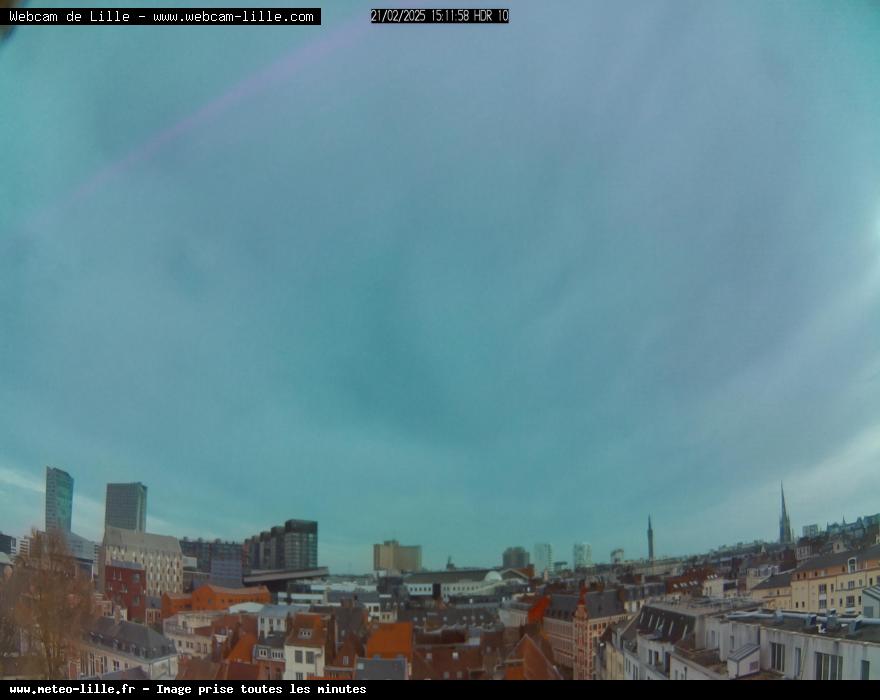 Webcam de Lille - www.webcam-lille.com
21/02/2025 15:11:58 HDR 10
www.meteo-lille.fr - Image prise toutes les minutes